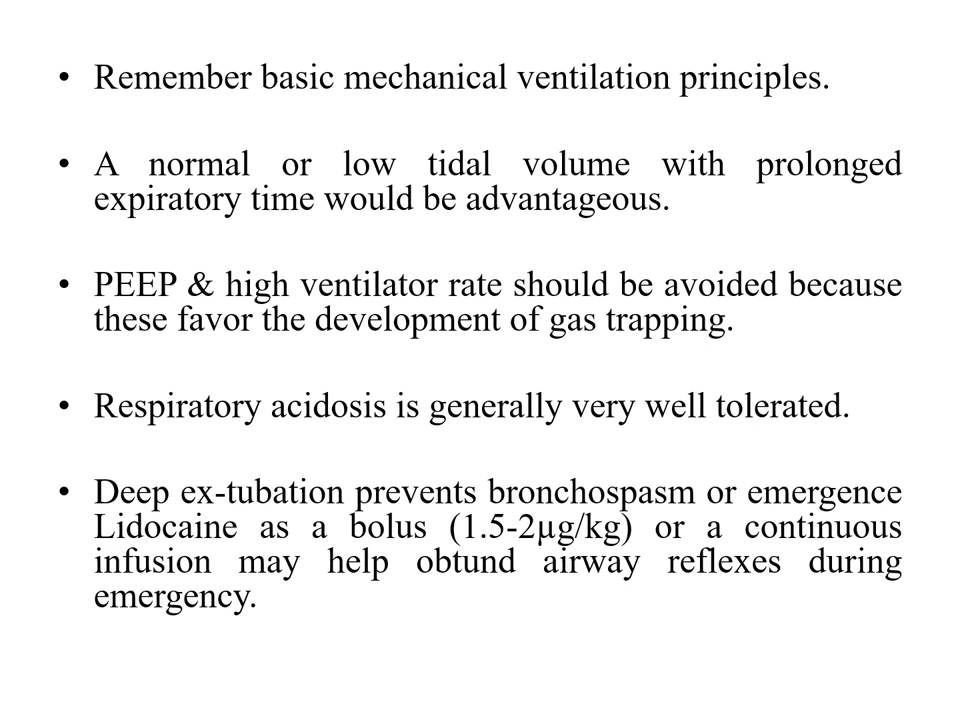 • Remember basic mechanical ventilation principles.
• A normal or low tidal volume with prolonged
expiratory time would be advantageous.
• PEEP & high ventilator rate should be avoided because
these favor the development of gas trapping.
• Respiratory acidosis is generally very well tolerated.
• Deep ex-tubation prevents bronchospasm or emergence
Lidocaine as a bolus (1.5-2µg/kg) or a continuous
infusion may help obtund airway reflexes during
emergency.